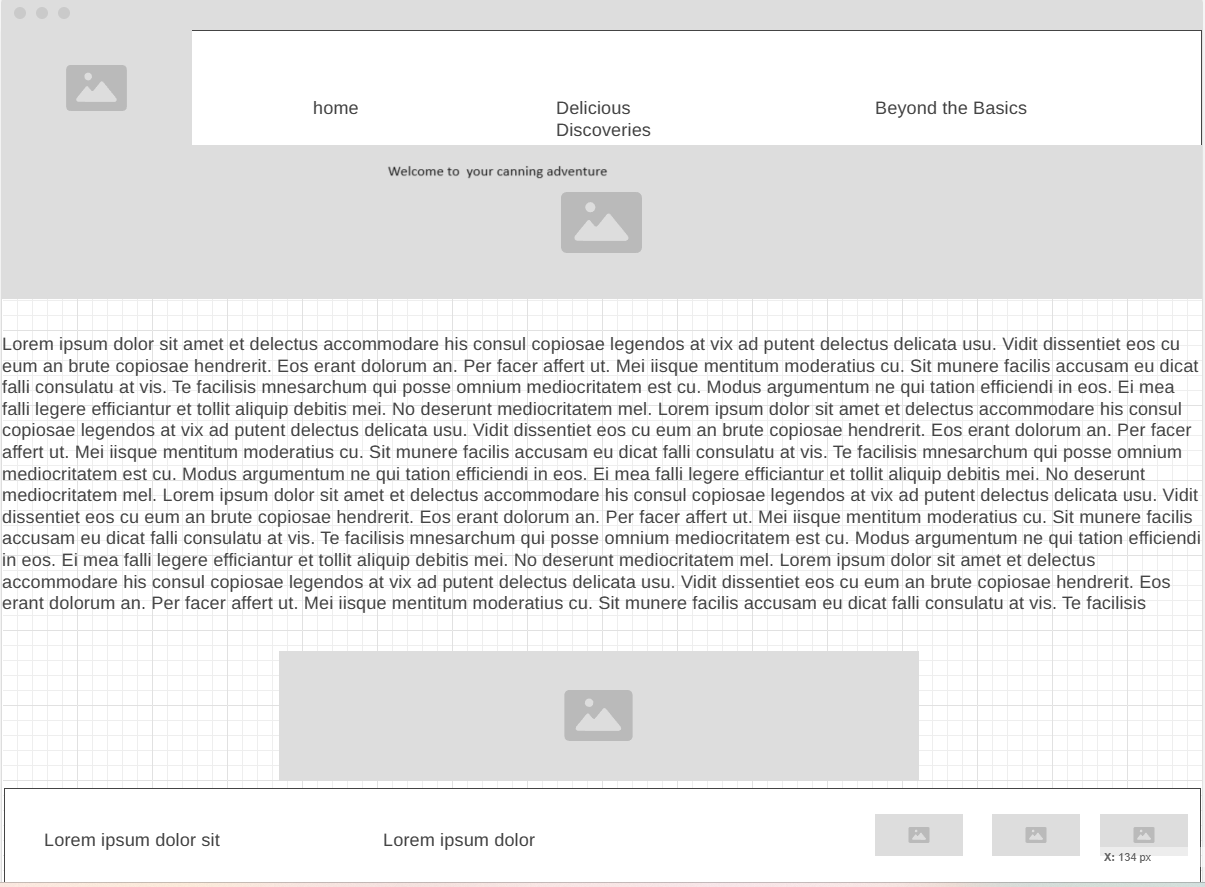 home
Delicious
Discoveries
Beyond the Basics
Welcome to  your canning adventure
Lorem ipsum dolor sit amet et delectus accommodare his consul copiosae legendos at vix ad putent delectus delicata usu. Vidit dissentiet eos cu
eum an brute copiosae hendrerit. Eos erant dolorum an. Per facer affert ut. Mei iisque mentitum moderatius cu. Sit munere facilis accusam eu dicat
falli consulatu at vis. Te facilisis mnesarchum qui posse omnium mediocritatem est cu. Modus argumentum ne qui tation efficiendi in eos. Ei mea
falli legere efficiantur et tollit aliquip debitis mei. No deserunt mediocritatem mel. Lorem ipsum dolor sit amet et delectus accommodare his consul
copiosae legendos at vix ad putent delectus delicata usu. Vidit dissentiet eos cu eum an brute copiosae hendrerit. Eos erant dolorum an. Per facer
affert ut. Mei iisque mentitum moderatius cu. Sit munere facilis accusam eu dicat falli consulatu at vis. Te facilisis mnesarchum qui posse omnium
mediocritatem est cu. Modus argumentum ne qui tation efficiendi in eos. Ei mea falli legere efficiantur et tollit aliquip debitis mei. No deserunt
mediocritatem mel. Lorem ipsum dolor sit amet et delectus accommodare his consul copiosae legendos at vix ad putent delectus delicata usu. Vidit
dissentiet eos cu eum an brute copiosae hendrerit. Eos erant dolorum an. Per facer affert ut. Mei iisque mentitum moderatius cu. Sit munere facilis
accusam eu dicat falli consulatu at vis. Te facilisis mnesarchum qui posse omnium mediocritatem est cu. Modus argumentum ne qui tation efficiendi
in eos. Ei mea falli legere efficiantur et tollit aliquip debitis mei. No deserunt mediocritatem mel. Lorem ipsum dolor sit amet et delectus
accommodare his consul copiosae legendos at vix ad putent delectus delicata usu. Vidit dissentiet eos cu eum an brute copiosae hendrerit. Eos
erant dolorum an. Per facer affert ut. Mei iisque mentitum moderatius cu. Sit munere facilis accusam eu dicat falli consulatu at vis. Te facilisis
Lorem ipsum dolor sit
Lorem ipsum dolor
X: 134 px